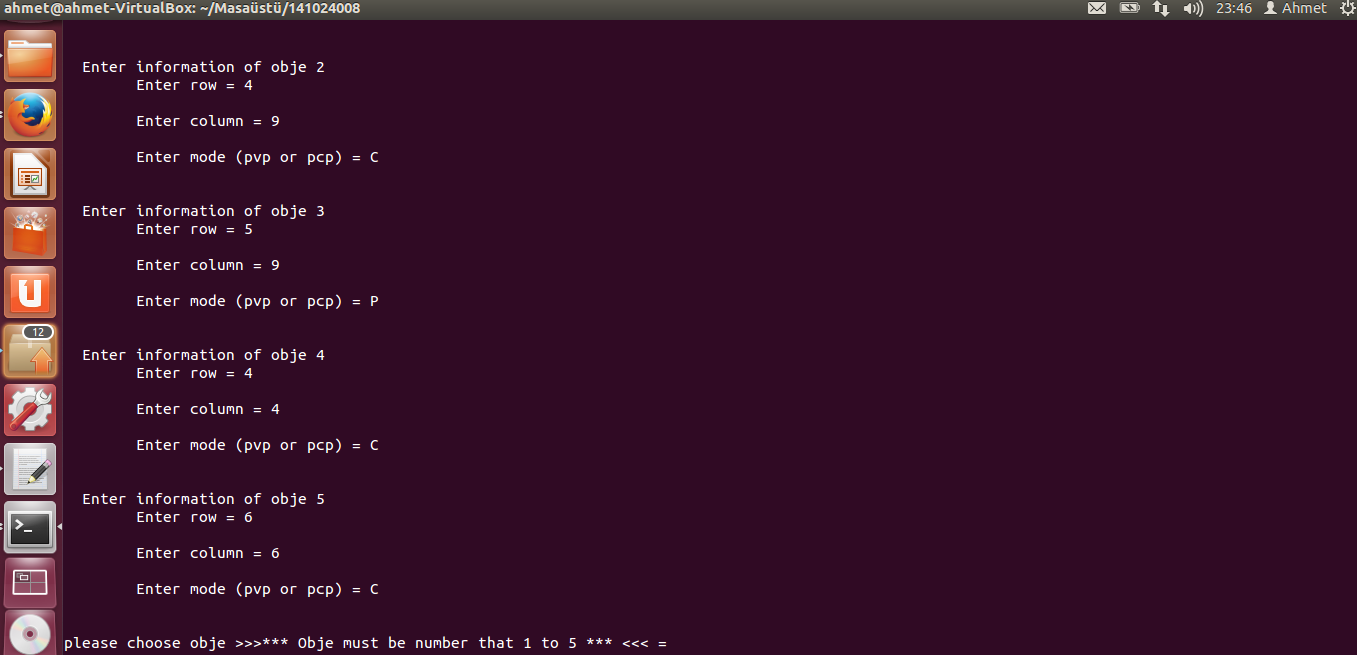 ahmet@ahmet-VirtualBox: ~/Masaüstü/141024008
23:46 Ahmet
Enter information of obje 2
Enter row = 4
Enter column = 9
Enter mode (pvp or pcp) = C
Enter information of obje 3
Enter row = 5
Enter column = 9
Enter mode (pvp or pcp) = P
Enter information of obje 4
Enter row = 4
Enter column = 4
Enter mode (pvp or pcp) = C
Enter information of obje 5
Enter row = 6
Enter column = 6
Enter mode (pvp or pcp) = C
please choose obje >>>*** Obje must be number that 1 to 5 *** <<< =
12